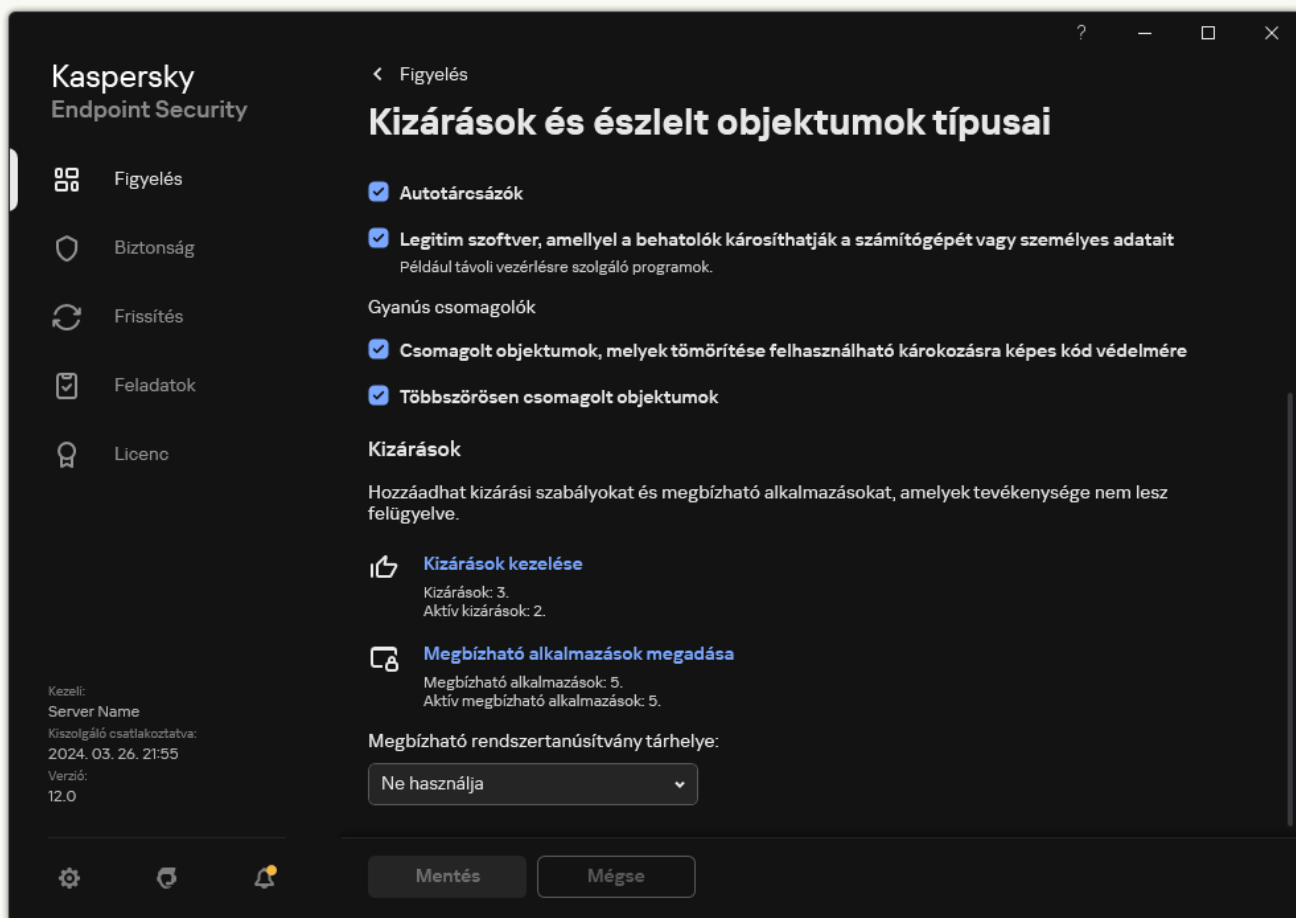 ?
Kaspersky
Endpoint Security
Figyelés
Biztonság
Frissítés
Feladatok
Licenc
Kezeli:
Server Name
Kiszolgáló csatlakoztatva:
2024. 03. 26. 21:55
Verzió:
12.0
Figyelés
Kizárások és észlelt objektumok típusai
Autotárcsázók
Legitim szoftver, amellyel a behatolók károsíthatják a számítógépét vagy személyes adatait
Például távoli vezérlésre szolgáló programok.
Gyanús csomagolók
Csomagolt objektumok, melyek tömörítése felhasználható károkozásra képes kód védelmére
Többszörösen csomagolt objektumok
Kizárások
Hozzáadhat kizárási szabályokat és megbízható alkalmazásokat, amelyek tevékenysége nem lesz
felügyelve.
Kizárások kezelése
Kizárások: 3.
Aktív kizárások: 2.
Megbízható alkalmazások megadása
Megbízható alkalmazások: 5.
Aktív megbízható alkalmazások: 5.
Megbízható rendszertanúsítvány tárhelye:
Ne használja
Mentés
Mégse